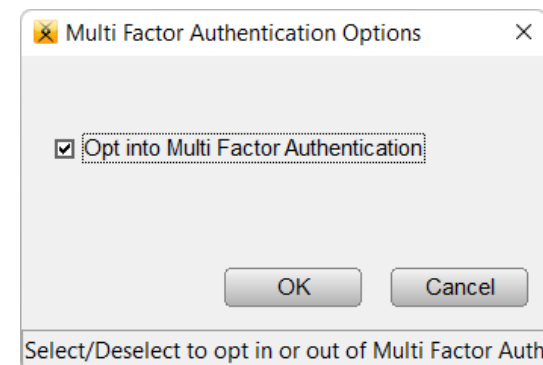 Multi Factor Authentication Options
Opt into Multi Factor Authentication
OK Cancel
Select/Deselect to opt in or out of Multi Factor Auth